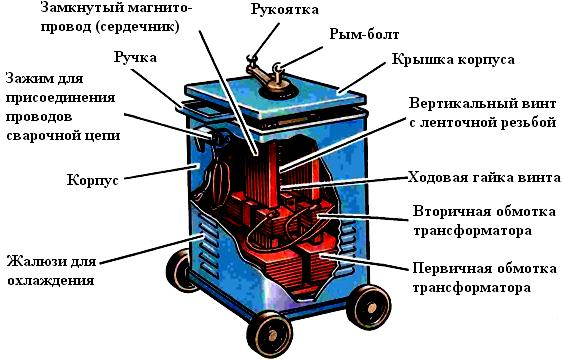 Замкнутый магнито-
провод (сердечник)
Рукоятка
Рым-болт
Ручка
Крышка корпуса
Зажим для
присоединения
проводов
сварочной цепи
Вертикальный винт
с ленточной резьбой
Корпус
Ходовая гайка винта
Вторичная обмотка
трансформатора
Жалюзи для
охлаждения
Первичная обмотка
трансформатора